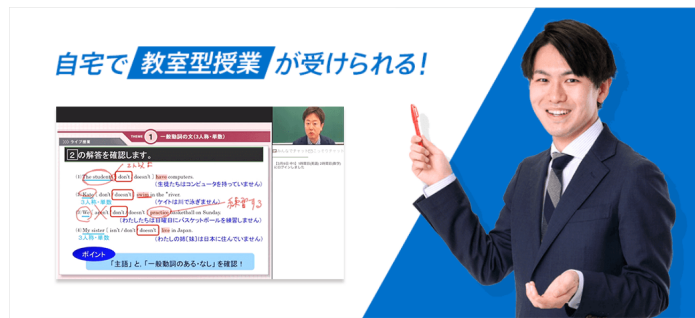 自宅で 教室型授業 が受けられる!
THEME 1 一般動詞の文(3人称・単数)
ライブ授業
2の解答を確認します。
(1) The students [ don't / doesn't ] have computers.
(生徒たちはコンピュータを持っていません)
(2) Kate [ don't / doesn't ] swim in the river.
3人称・単数
(ケイトは川で泳ぎません)
練習する
(3) We [ aren't / don't / doesn't ] practice basketball on Sunday.
(わたしたちは日曜日にバスケットボールを練習しません)
(4) My sister [ isn't / don't / doesn't ] live in Japan.
3人称・単数
(わたしの姉[妹]は日本に住んでいません)
ポイント
「主語」と,「一般動詞のある・なし」を確認!